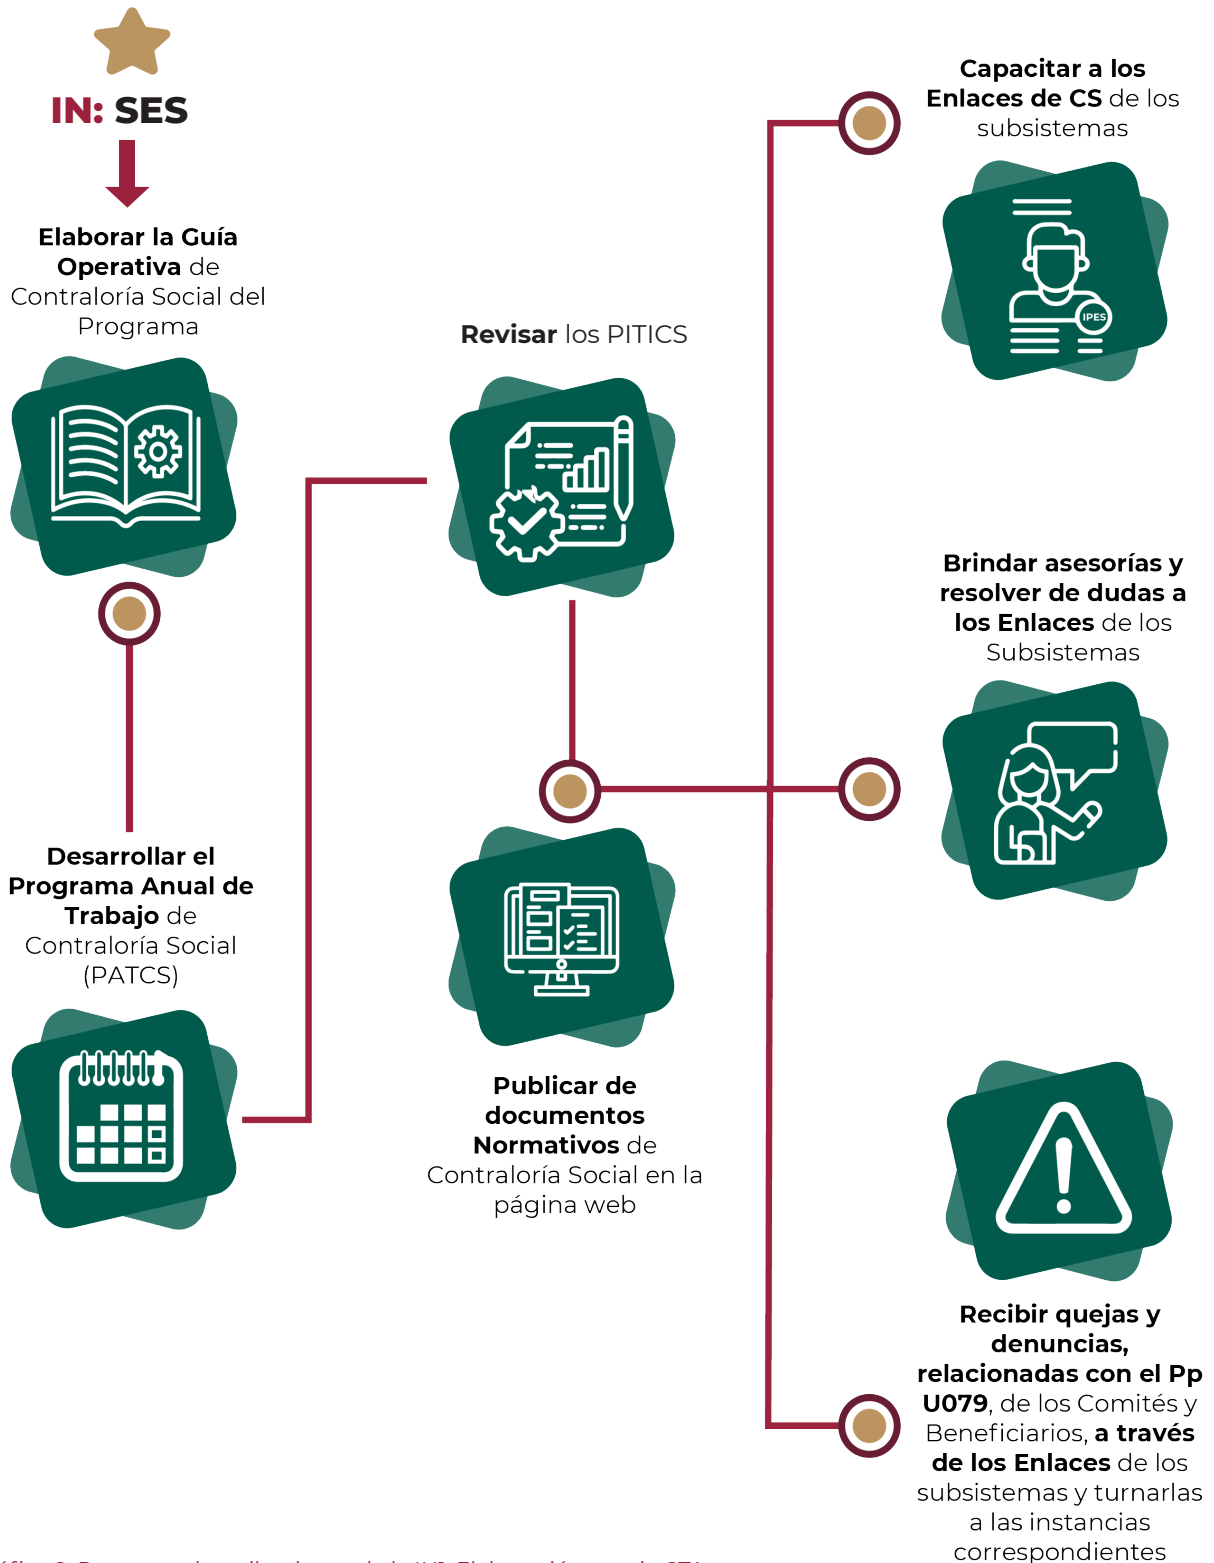 IN: SES
Elaborar la Guía
Operativa de
Contraloría Social del
Programa
Desarrollar el
Programa Anual de
Trabajo de
Contraloría Social
(PATCS)
Revisar los PITICS
Publicar de
documentos
Normativos de
Contraloría Social en la
página web
Capacitar a los
Enlaces de CS de los
subsistemas
IPES
Brindar asesorías y
resolver de dudas a
los Enlaces de los
Subsistemas
Recibir quejas y
denuncias,
relacionadas con el Pp
U079, de los Comités y
Beneficiarios, a través
de los Enlaces de los
subsistemas y turnarlas
a las instancias
correspondientes